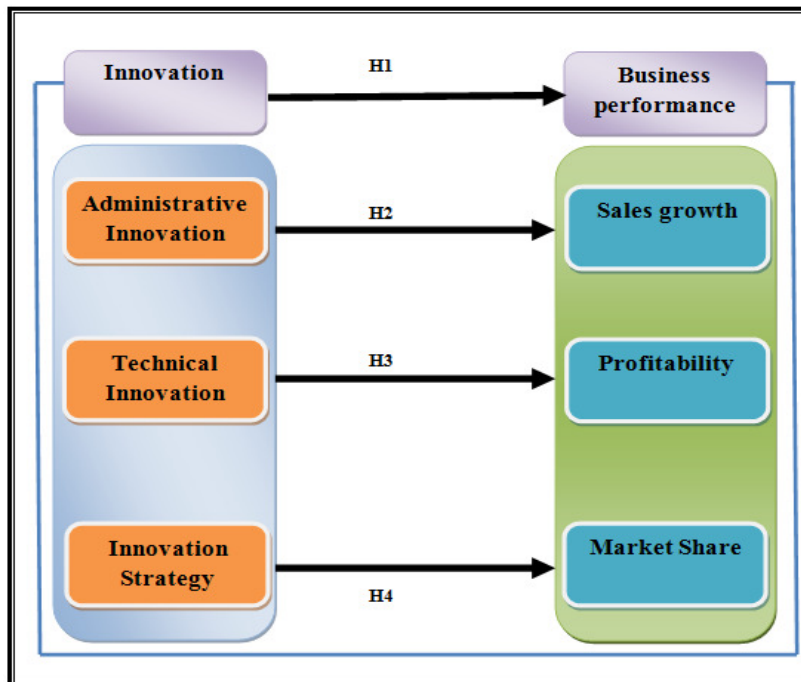 Innovation
H1
Business
performance
Administrative
Innovation
H2
Sales growth
Technical
Innovation
H3
Profitability
Innovation
Strategy
H4
Market Share